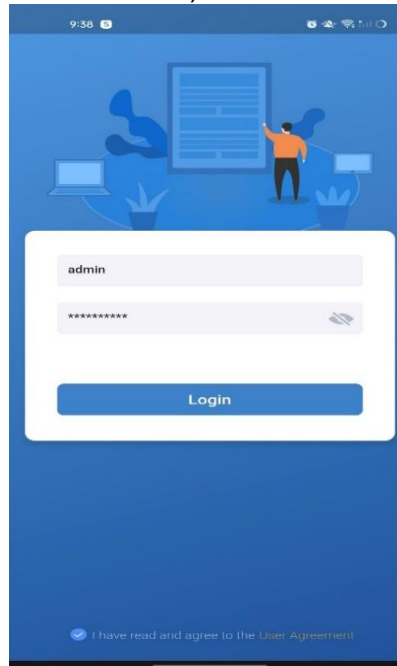 9:38
admin
**********
Login
I have read and agree to the User Agreement